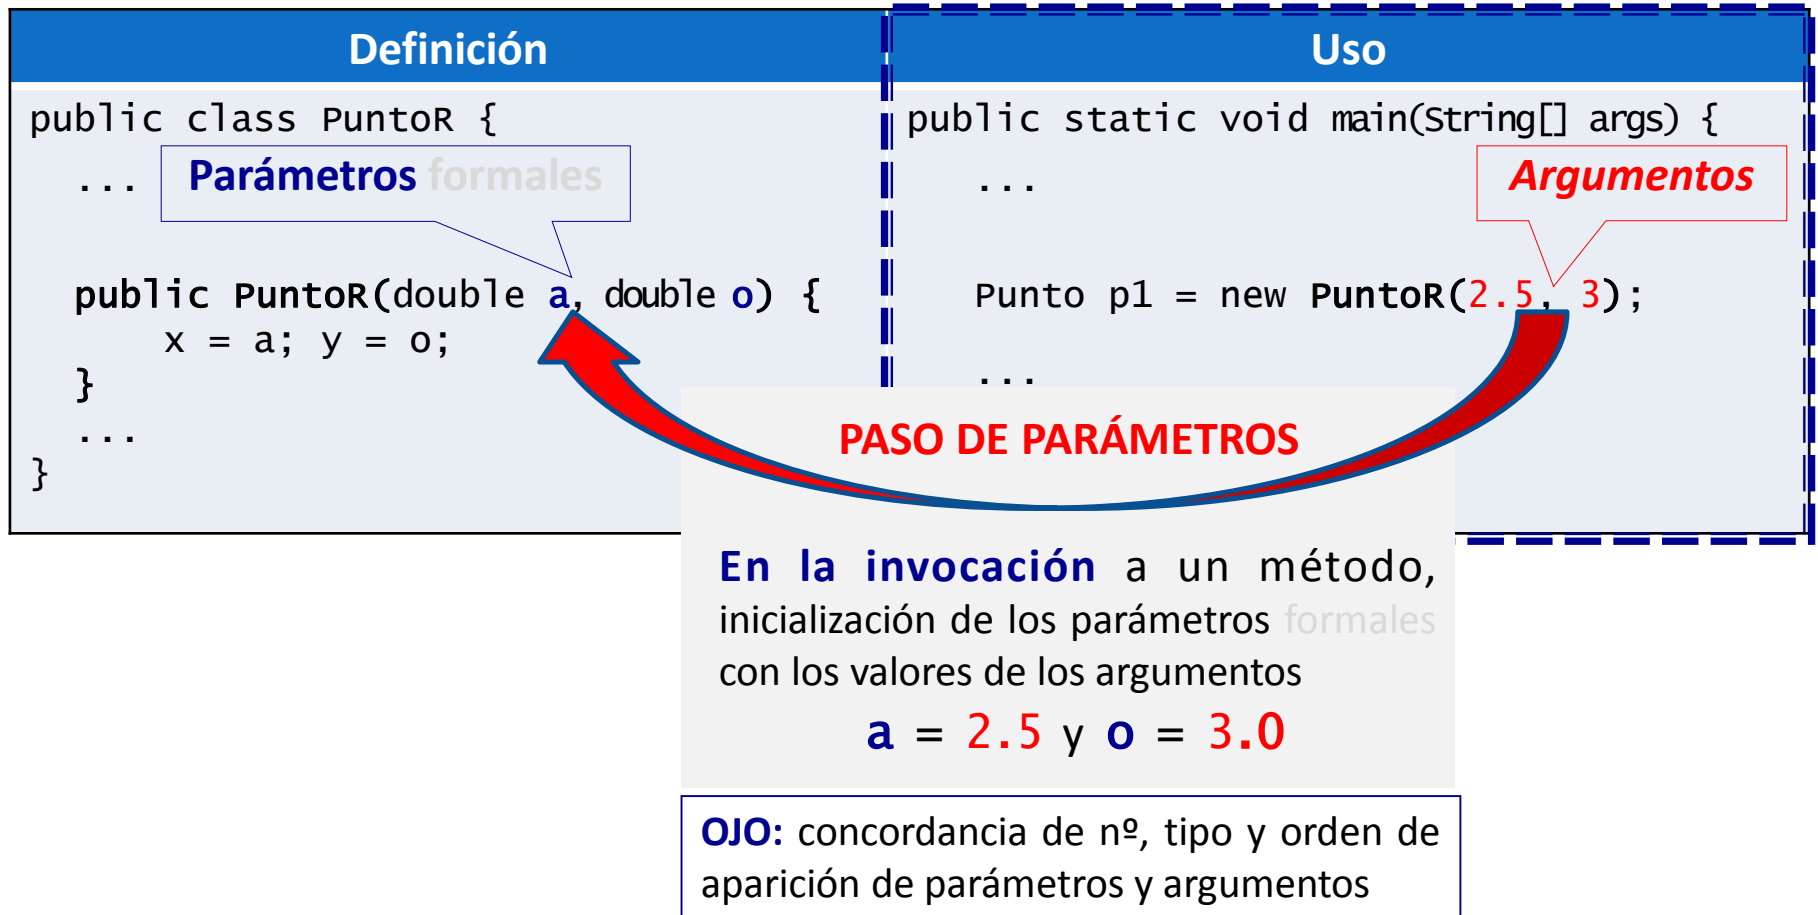 Definición
public class PuntoR {
...
Parámetros formales
public PuntoR(double a, double o) {
x = a; y = o;
}
...
}
Uso
public static void main(String[] args) {
...
Argumentos
Punto p1 = new PuntoR(2.5, 3);
...
PASO DE PARÁMETROS
En la invocación a un método,
inicialización de los parámetros formales
con los valores de los argumentos
a = 2.5 y o = 3.0
OJO: concordancia de nº, tipo y orden de
aparición de parámetros y argumentos